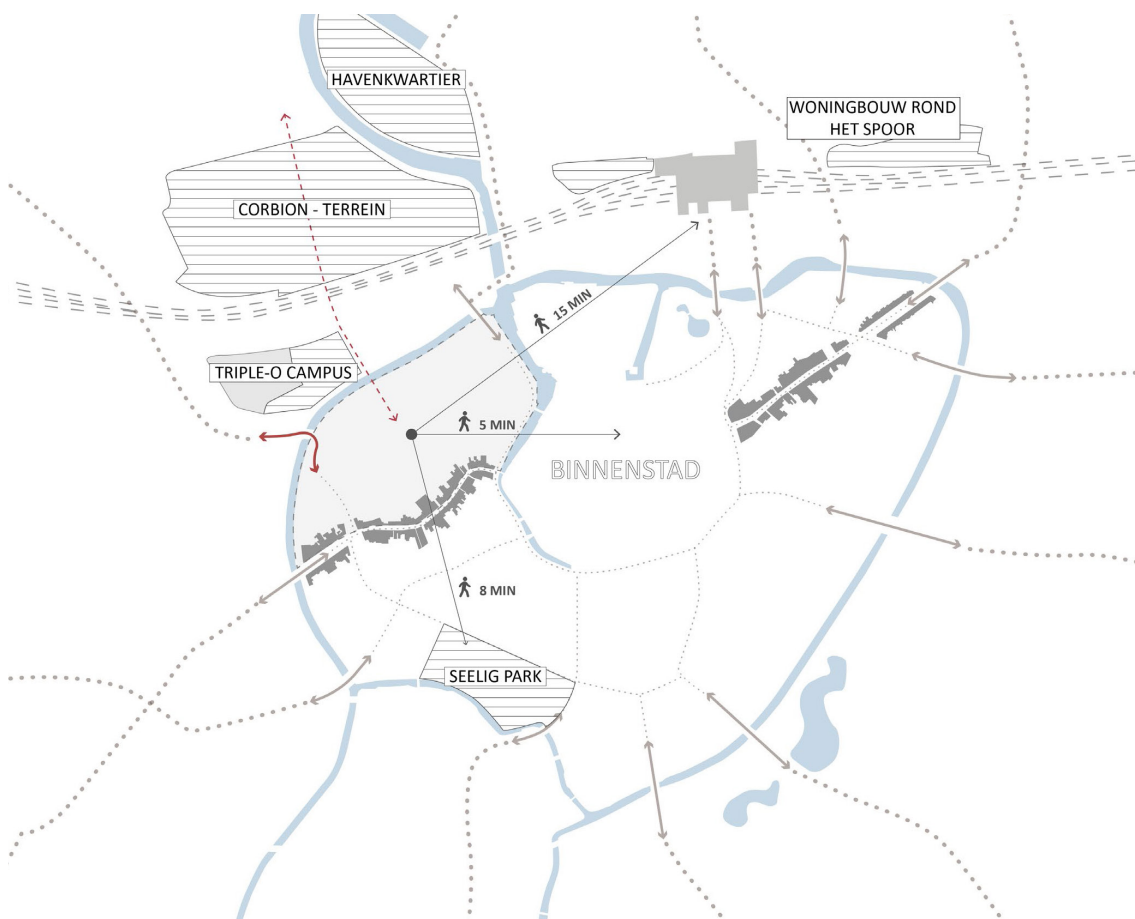 HAVENKWARTIER
WONINGBOUW ROND
HET SPOOR
CORBION - TERREIN
15 MIN
TRIPLE-O CAMPUS
5 MIN
BINNENSTAD
8 MIN
SEELIG PARK